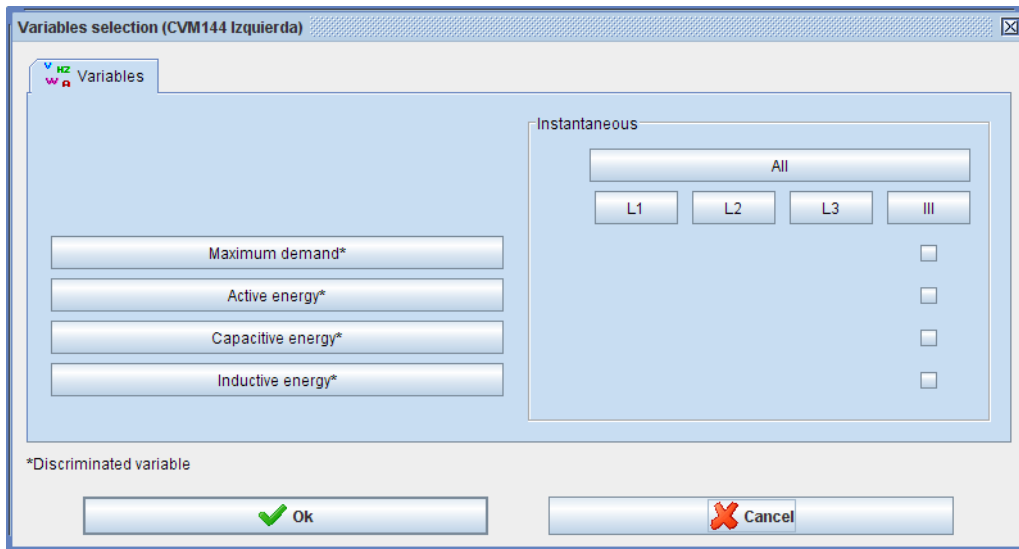 Variables selection (CVM144 Izquierda)
V HZ
W A
Variables
Instantaneous
All
L1 L2 L3 III
Maximum demand*
Active energy*
Capacitive energy*
Inductive energy*
*Discriminated variable
Ok Cancel